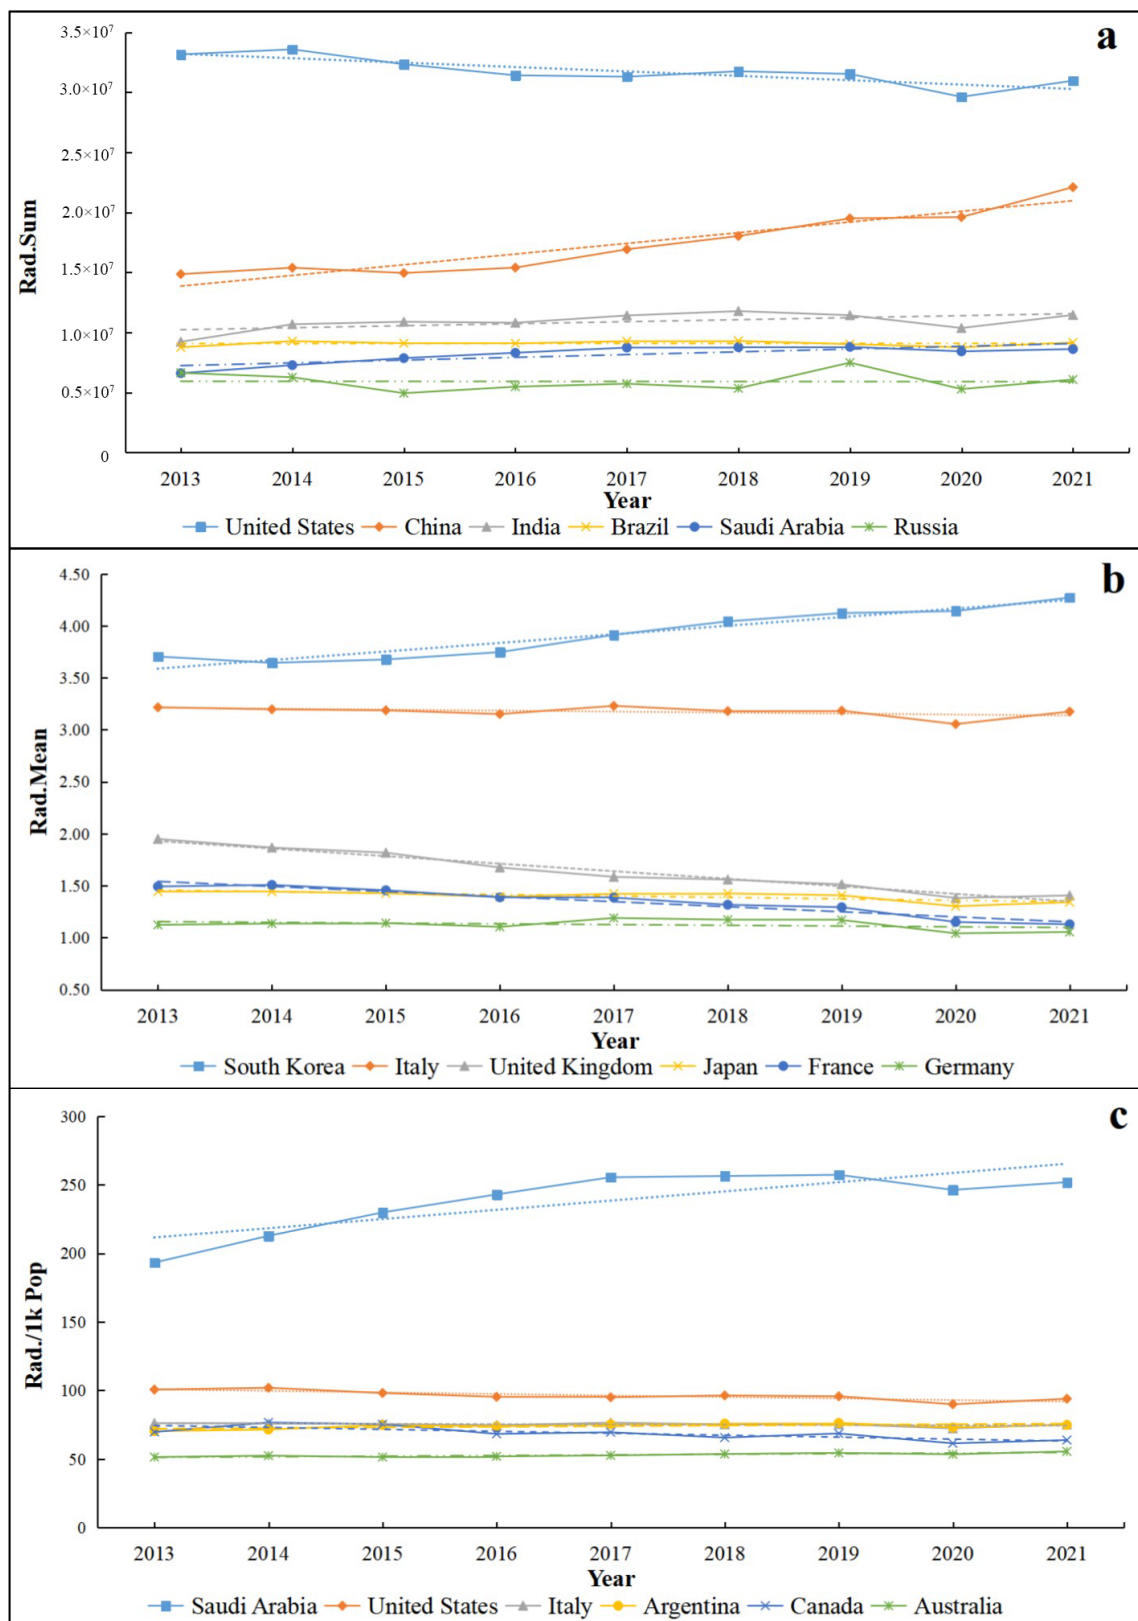 a
3.5×10⁷
3.0×10⁷
2.5×10⁷
2.0×10⁷
1.5×10⁷
1.0×10⁷
0.5×10⁷
0
Rad.Sum
2013 2014 2015 2016 2017 2018 2019 2020 2021
Year
United States China India Brazil Saudi Arabia Russia
b
4.50
4.00
3.50
3.00
2.50
2.00
1.50
1.00
0.50
Rad.Mean
2013 2014 2015 2016 2017 2018 2019 2020 2021
Year
South Korea Italy United Kingdom Japan France Germany
c
300
250
200
150
100
50
0
Rad./1k Pop
2013 2014 2015 2016 2017 2018 2019 2020 2021
Year
Saudi Arabia United States Italy Argentina Canada Australia